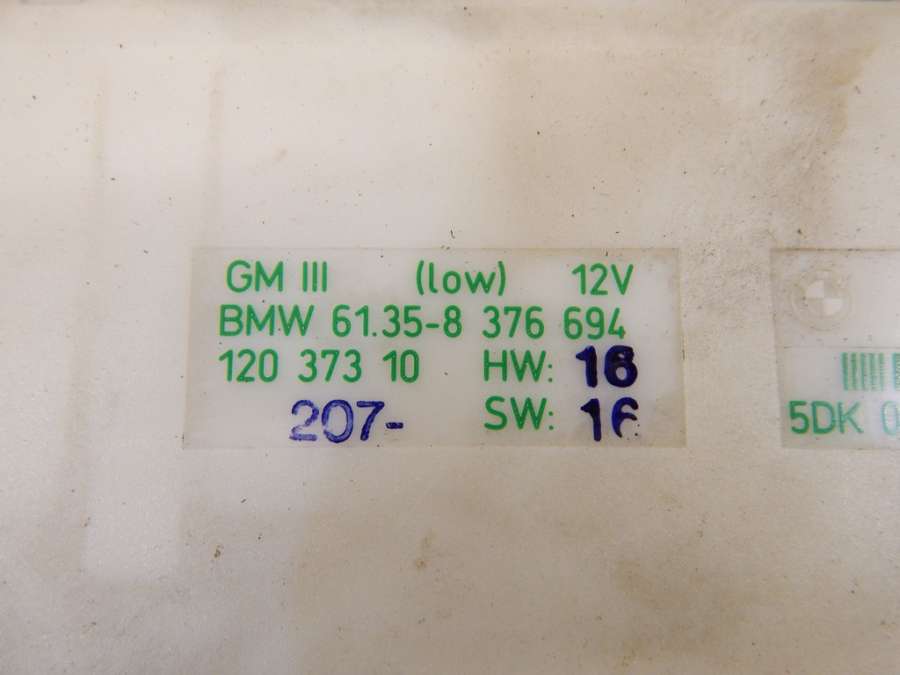 GM III (low) 12V
BMW 61.35-8 376 694
120 373 10 HW: 16
207- SW: 16
5DK 0